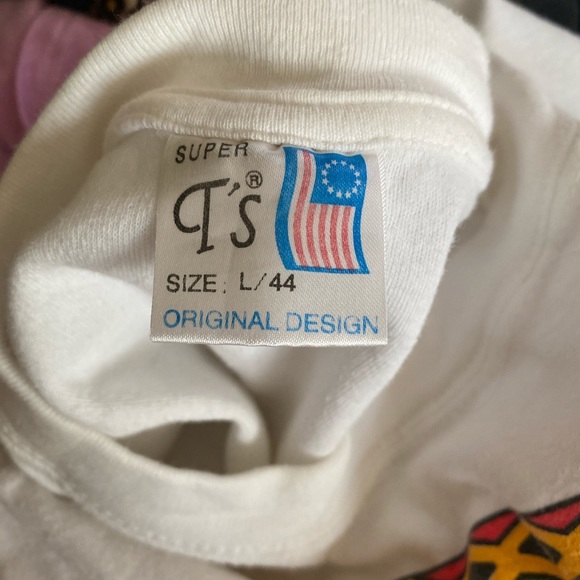 SUPER
T's®
SIZE: L/44
ORIGINAL DESIGN